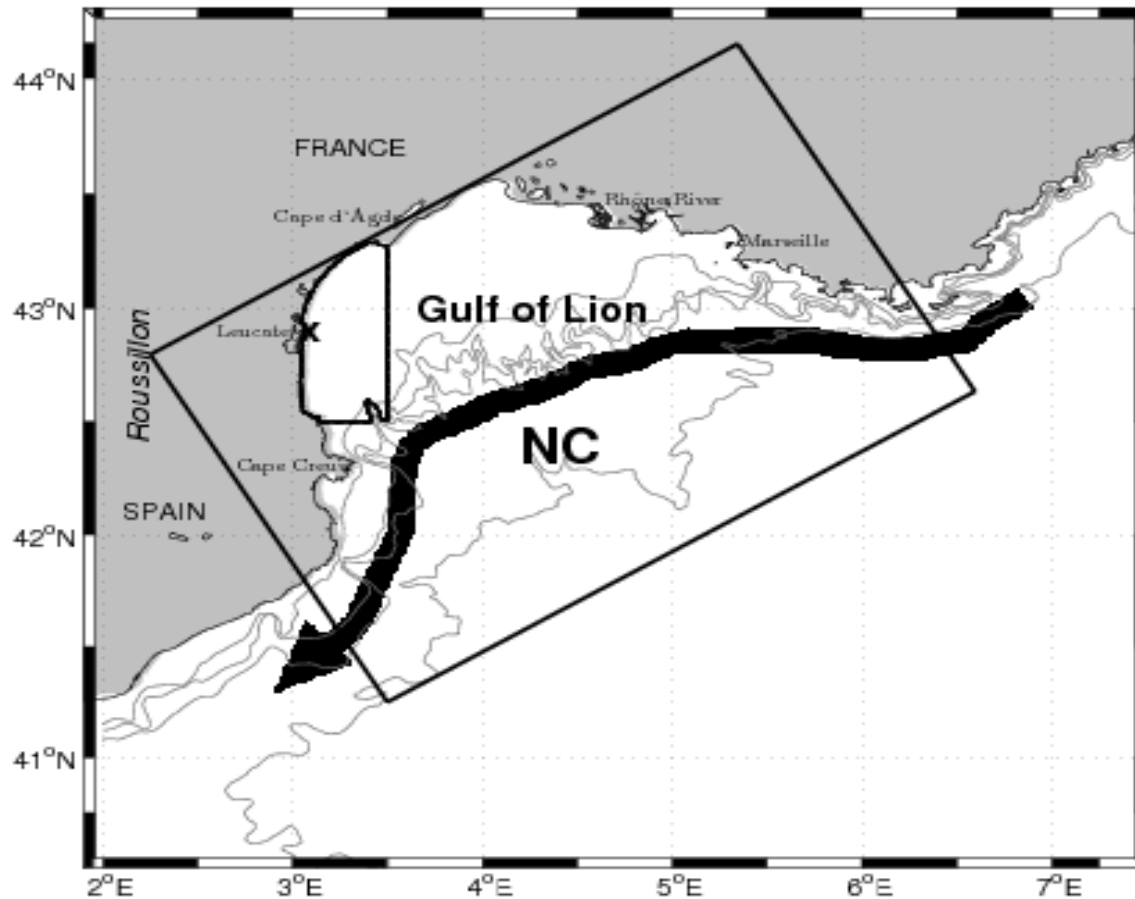 44°N
FRANCE
Cape d'Agde
Rhône River
Marseille
43°N
Gulf of Lion
Leucate
Roussillon
NC
Cape Creus
SPAIN
42°N
41°N
2°E 3°E 4°E 5°E 6°E 7°E